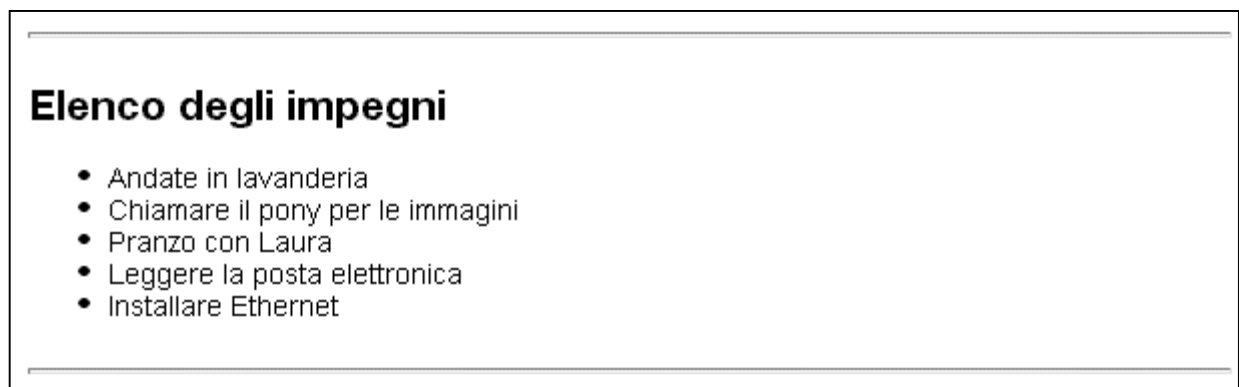 Elenco degli impegni
• Andate in lavanderia
• Chiamare il pony per le immagini
• Pranzo con Laura
• Leggere la posta elettronica
• Installare Ethernet